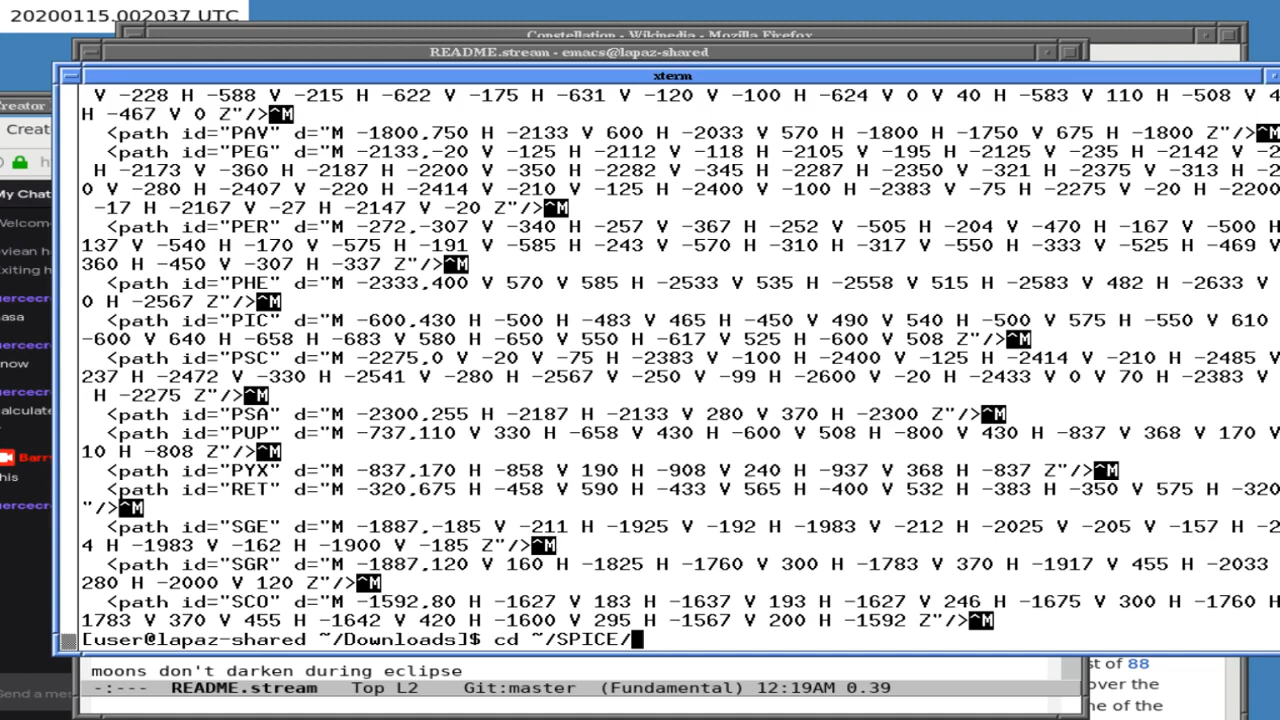 20200115.002037 UTC
Constellation - Wikipedia - Mozilla Firefox
README.stream - emacs@lapaz-shared
xterm
Creator
Creat
My Chat
Welcom
eviean ha
Exiting h
uercecr
asa
uercecr
now
uercecr
calculate
Barry
his
uercecr
Send a mes
V -228 H -588 V -215 H -622 V -175 H -631 V -120 V -100 H -624 V 0 V 40 H -583 V 110 H -508 V 4
H -467 V 0 Z"/>^M
<path id="PAV" d="M -1800,750 H -2133 V 600 H -2033 V 570 H -1800 H -1750 V 675 H -1800 Z"/>^M
<path id="PEG" d="M -2133,-20 V -125 H -2112 V -118 H -2105 V -195 H -2125 V -235 H -2142 V -2
H -2173 V -360 H -2187 H -2200 V -350 H -2282 V -345 H -2287 H -2350 V -321 H -2375 V -313 H -2
0 V -280 H -2407 V -220 H -2414 V -210 V -125 H -2400 V -100 H -2383 V -75 H -2275 V -20 H -2200
-17 H -2167 V -27 H -2147 V -20 Z"/>^M
<path id="PER" d="M -272,-307 V -340 H -257 V -367 H -252 V -505 H -204 V -470 H -167 V -500 H
137 V -540 H -170 V -575 H -191 V -585 H -243 V -570 H -310 H -317 V -550 H -333 V -525 H -469 V
360 H -450 V -307 H -337 Z"/>^M
<path id="PHE" d="M -2333,400 V 570 V 585 H -2533 V 535 H -2558 V 515 H -2583 V 482 H -2633 V
0 H -2567 Z"/>^M
<path id="PIC" d="M -600,430 H -500 H -483 V 465 H -450 V 490 V 540 H -500 V 575 H -550 V 610
-600 V 640 H -658 H -683 V 580 H -650 V 550 H -617 V 525 H -600 V 508 Z"/>^M
<path id="PSC" d="M -2275,0 V -20 V -75 H -2383 V -100 H -2400 V -125 H -2414 V -210 H -2485 V
237 H -2472 V -330 H -2541 V -280 H -2567 V -250 V -99 H -2600 V -20 H -2433 V 0 V 70 H -2383 V
H -2275 Z"/>^M
<path id="PSA" d="M -2300,255 H -2187 H -2133 V 280 V 370 H -2300 Z"/>^M
<path id="PUP" d="M -737,110 V 330 H -658 V 430 H -600 V 508 H -800 V 430 H -837 V 368 V 170 V
10 H -808 Z"/>^M
<path id="PYX" d="M -837,170 H -858 V 190 H -908 V 240 H -937 V 368 H -837 Z"/>^M
<path id="RET" d="M -320,675 H -458 V 590 H -433 V 565 H -400 V 532 H -383 H -350 V 575 H -320
"/>^M
<path id="SGE" d="M -1887,-185 V -211 H -1925 V -192 H -1983 V -212 H -2025 V -205 V -157 H -2
4 H -1983 V -162 H -1900 V -185 Z"/>^M
<path id="SGR" d="M -1887,120 V 160 H -1825 H -1760 V 300 H -1783 V 370 H -1917 V 455 H -2033
280 H -2000 V 120 Z"/>^M
<path id="SCO" d="M -1592,80 H -1627 V 183 H -1637 V 193 H -1627 V 246 H -1675 V 300 H -1760 H
1783 V 370 V 455 H -1642 V 420 H -1600 V 295 H -1567 V 200 H -1592 Z"/>^M
[user@lapaz-shared ~/Downloads]$ cd ~/SPICE/
moons don't darken during eclipse
-:--- README.stream Top L2 Git:master (Fundamental) 12:19AM 0.39
st of 88
over the
ne of the